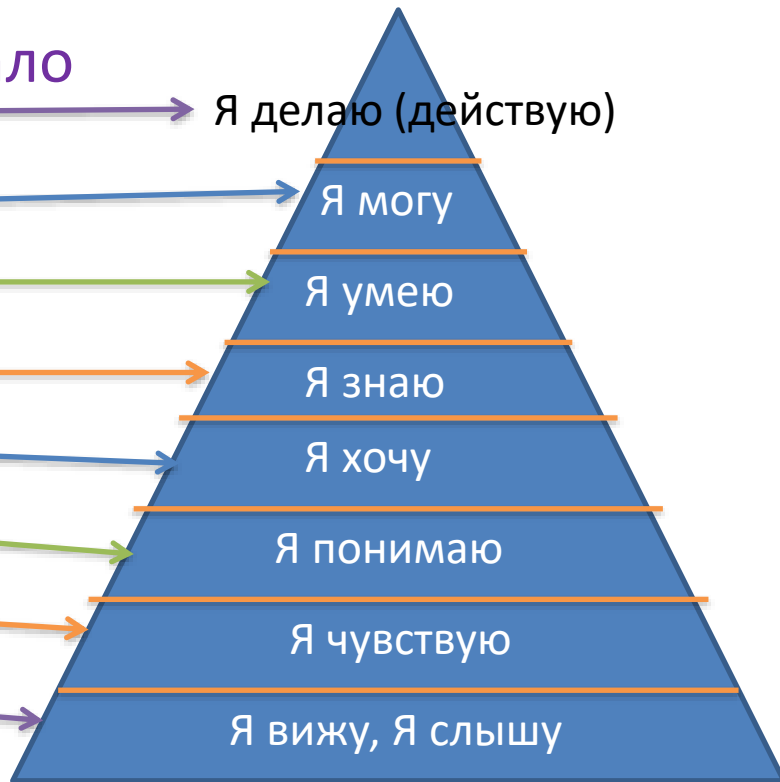 ло
Я делаю (действую)
Я могу
Я умею
Я знаю
Я хочу
Я понимаю
Я чувствую
Я вижу, Я слышу